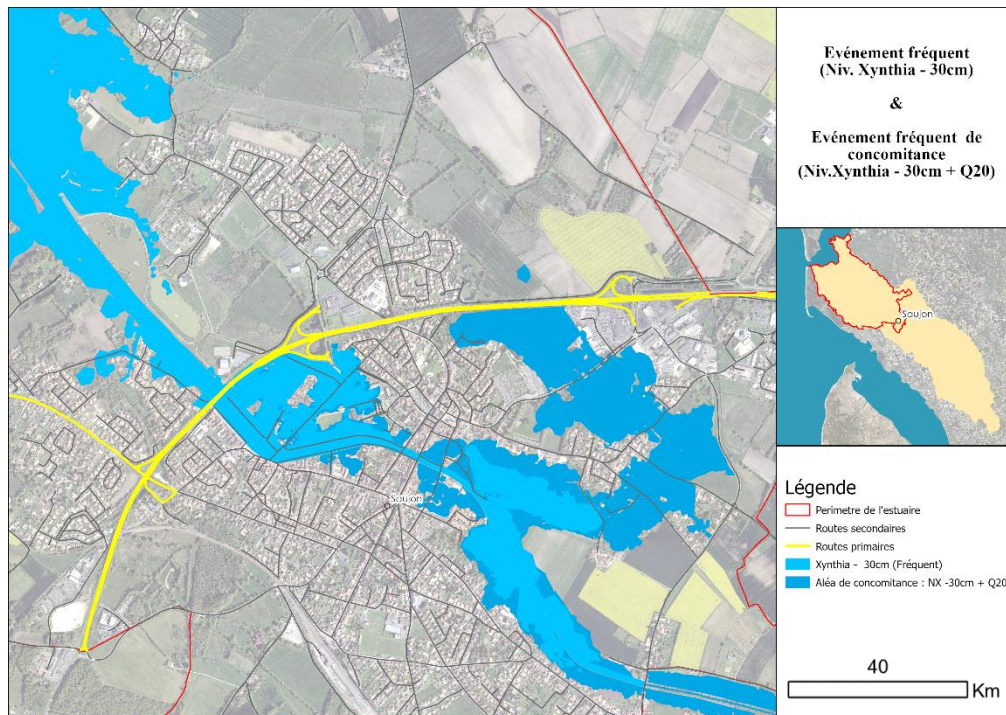 Evénement fréquent
(Niv. Xynthia - 30cm)
&
Evénement fréquent de
concomitance
(Niv.Xynthia - 30cm + Q20)
Saujon
Saujon
Légende
Perimetre de l'estuaire
Routes secondaires
Routes primaires
Xynthia - 30cm (Fréquent)
Aléa de concomitance : NX -30cm + Q20
40
Km